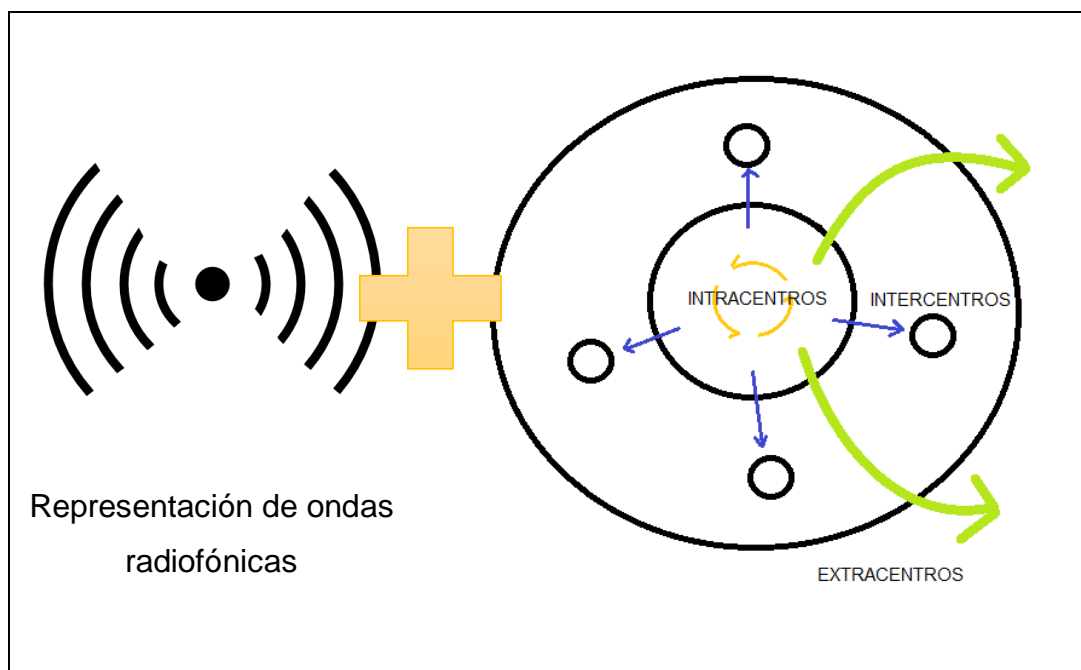 INTRACENTROS
INTERCENTROS
Representación de ondas
radiofónicas
EXTRACENTROS